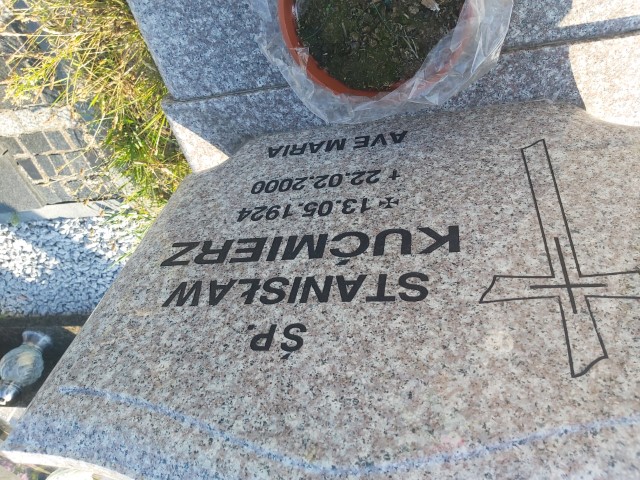 ŚP.
STANISŁAW
KUĆMIERZ
* 13.05.1924
† 22.02.2000
AVE MARIA